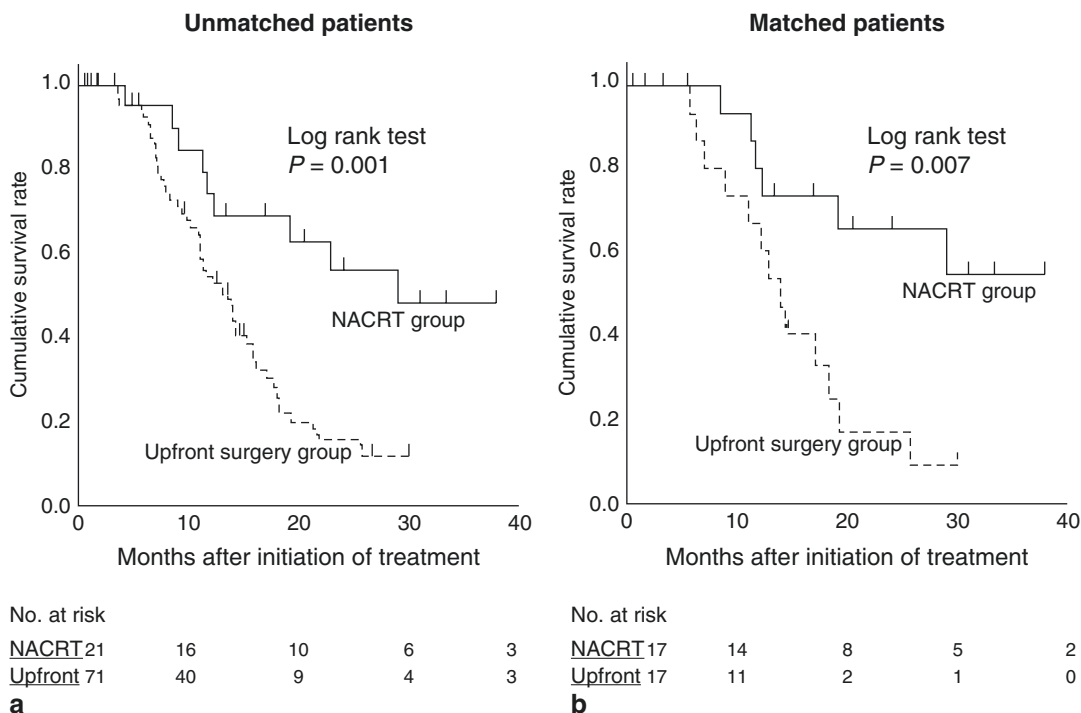 a
Unmatched patients
Cumulative survival rate
1.0
0.8
0.6
0.4
0.2
0.0
Log rank test
P = 0.001
NACRT group
Upfront surgery group
0 10 20 30 40
Months after initiation of treatment
No. at risk
NACRT 21 16 10 6 3
Upfront 71 40 9 4 3
a
b
Matched patients
Cumulative survival rate
1.0
0.8
0.6
0.4
0.2
0.0
Log rank test
P = 0.007
NACRT group
Upfront surgery group
0 10 20 30 40
Months after initiation of treatment
No. at risk
NACRT 17 14 8 5 2
Upfront 17 11 2 1 0
b